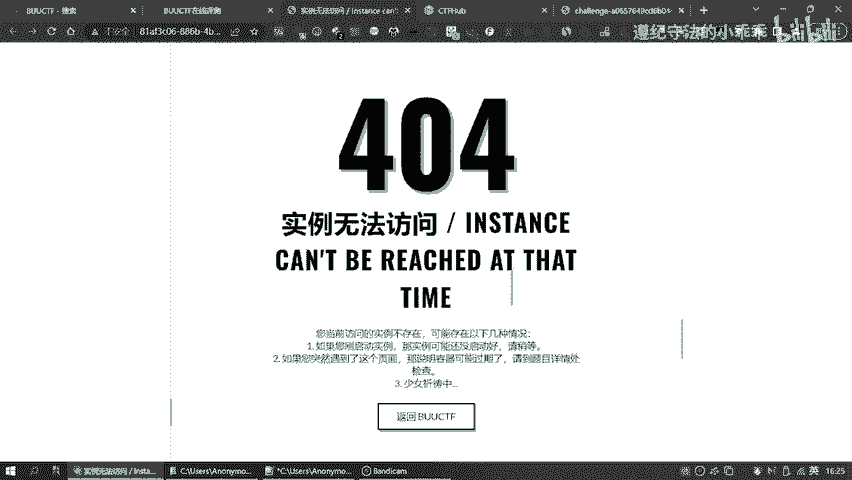 BUUCTF - 搜索
BUUCTF在线评测
实例无法访问 / Instance can't
CTFHub
challenge-a0657649cd6b04
不安全
81af3c06-886b-4b...
遵纪守法的小乖乖
bilibili
404
实例无法访问 / INSTANCE
CAN'T BE REACHED AT THAT
TIME
您当前访问的实例不存在，可能存在以下几种情况：
1. 如果您刚启动实例，那实例可能还没启动好，请稍等。
2. 如果您突然遇到了这个页面，那说明容器可能过期了，请到题目详情处
检查。
3. 少女祈祷中...
返回 BUUCTF
实例无法访问 / Insta...
C:\Users\Anonymo...
*C:\Users\Anonymo...
Bandicam
英
16:25